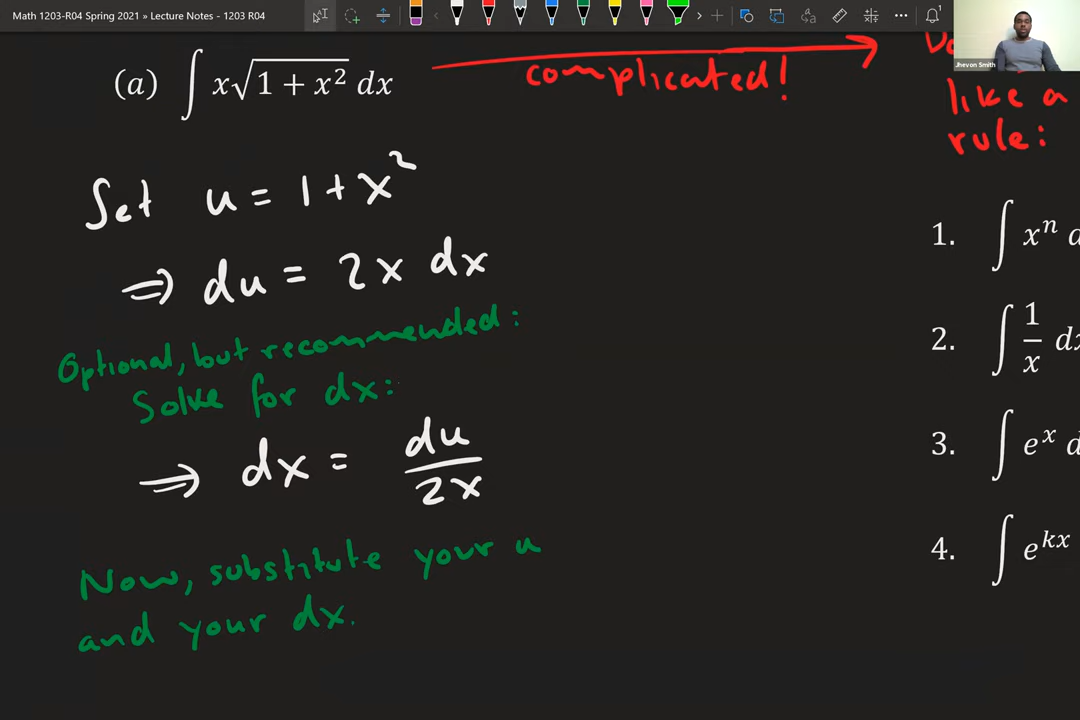 Math 1203-R04 Spring 2021 » Lecture Notes - 1203 R04
Jhevon Smith
(a) ∫ x√(1 + x²) dx
complicated!
like a
rule:
Set u = 1 + x²
⇒ du = 2x dx
Optional, but recommended:
Solve for dx:
⇒ dx = du/2x
Now, substitute your u
and your dx.
1. ∫ xⁿ d
2. ∫ 1/x dx
3. ∫ eˣ d
4. ∫ eᵏˣ